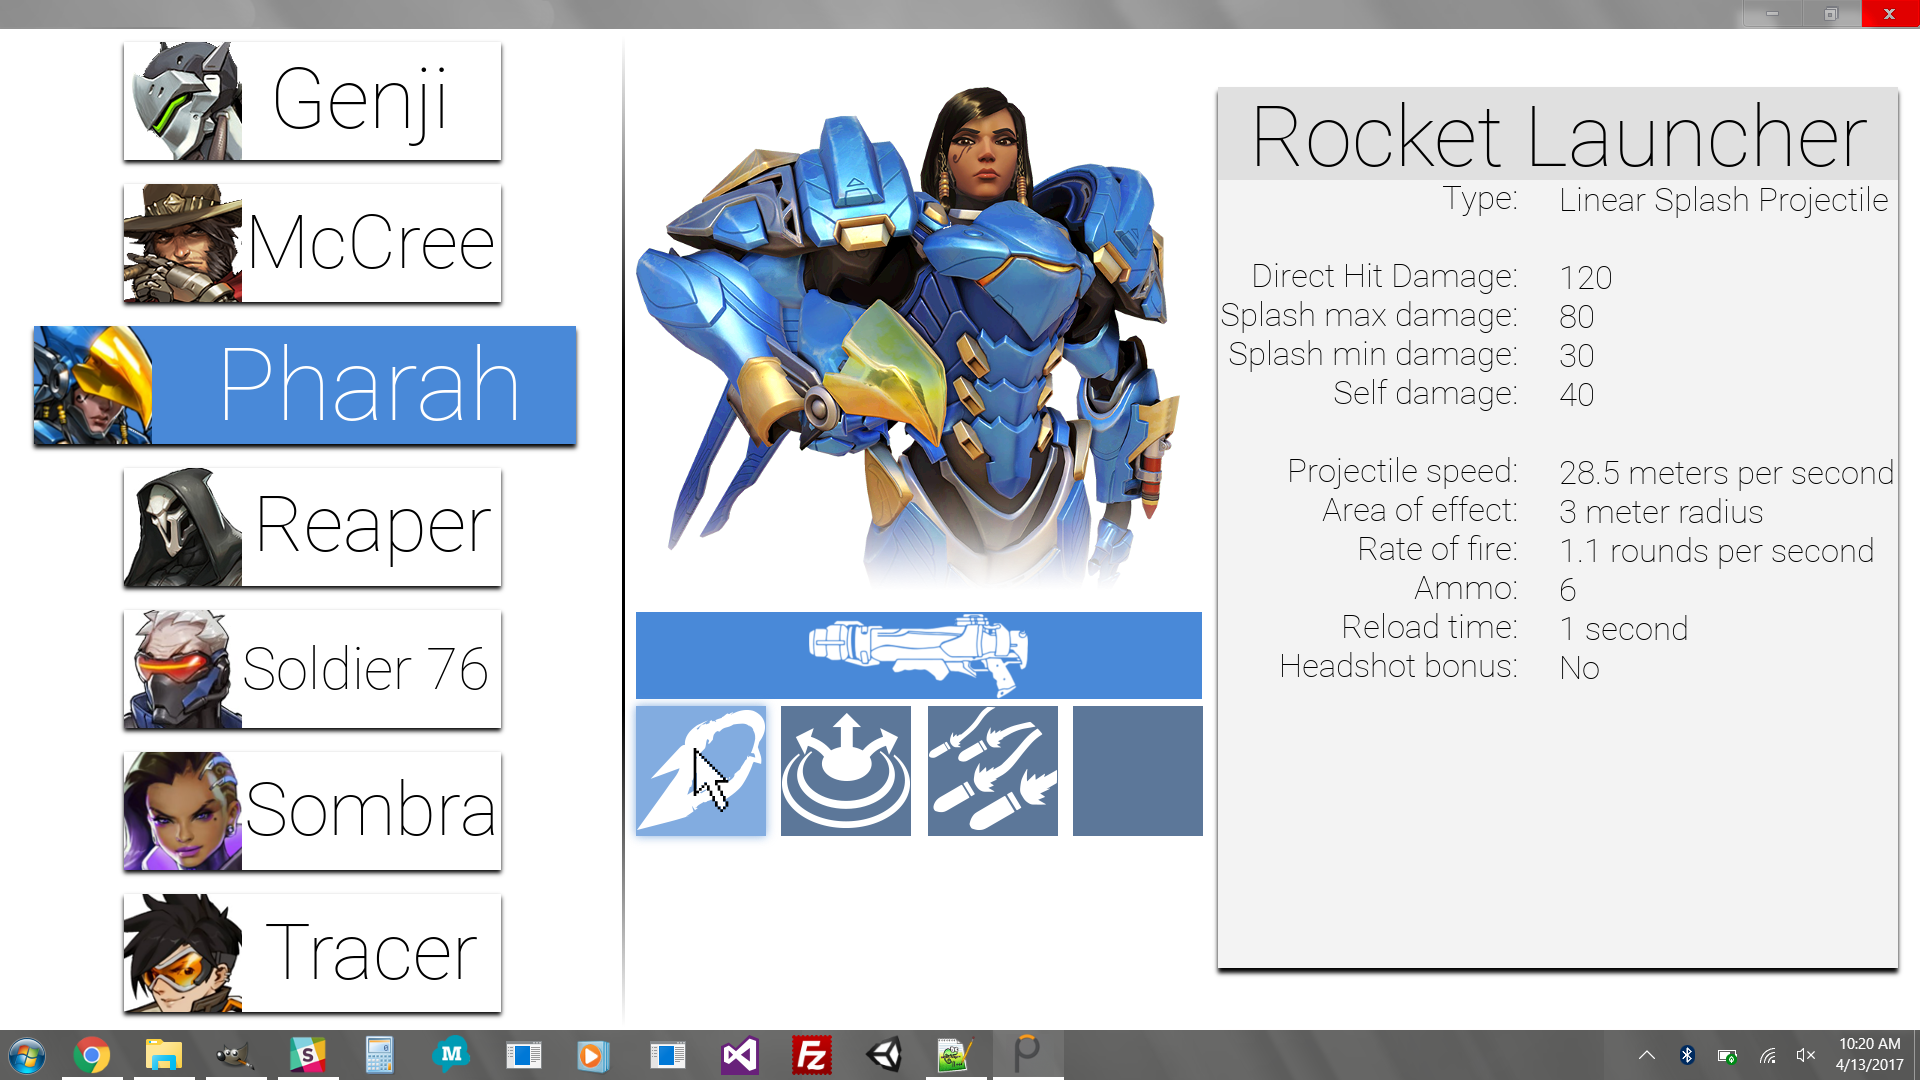 Genji
McCree
Pharah
Reaper
Soldier 76
Sombra
Tracer
Rocket Launcher
Type: Linear Splash Projectile
Direct Hit Damage: 120
Splash max damage: 80
Splash min damage: 30
Self damage: 40
Projectile speed: 28.5 meters per second
Area of effect: 3 meter radius
Rate of fire: 1.1 rounds per second
Ammo: 6
Reload time: 1 second
Headshot bonus: No
S
M
Fz
10:20 AM
4/13/2017